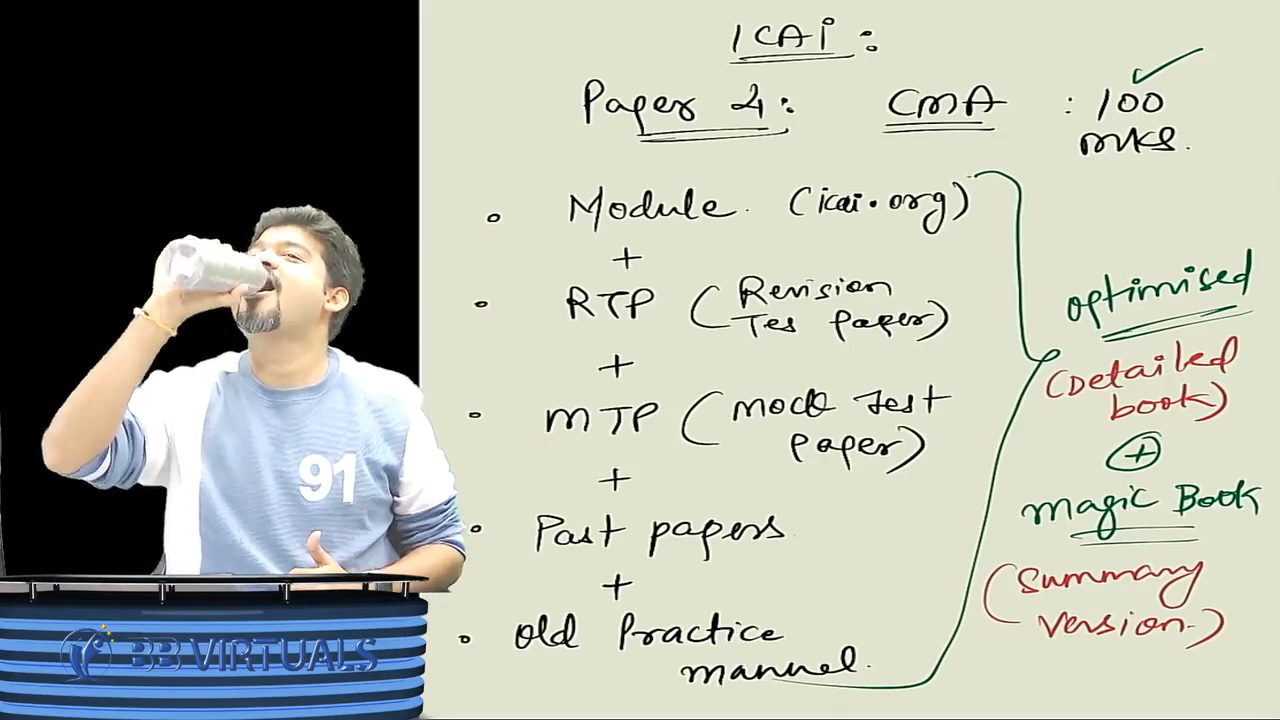 ICAI:
Paper 4: CMA : 100
mks.
• Module. (icai.org)
+
• RTP (Revision
Tes paper)
+
• MTP (Mock Test
paper)
+
• Past papers
+
• Old Practice
manuel.
optimised
(Detailed
book)
+
magic Book
(Summary
version.)
91
BB VIRTUALS